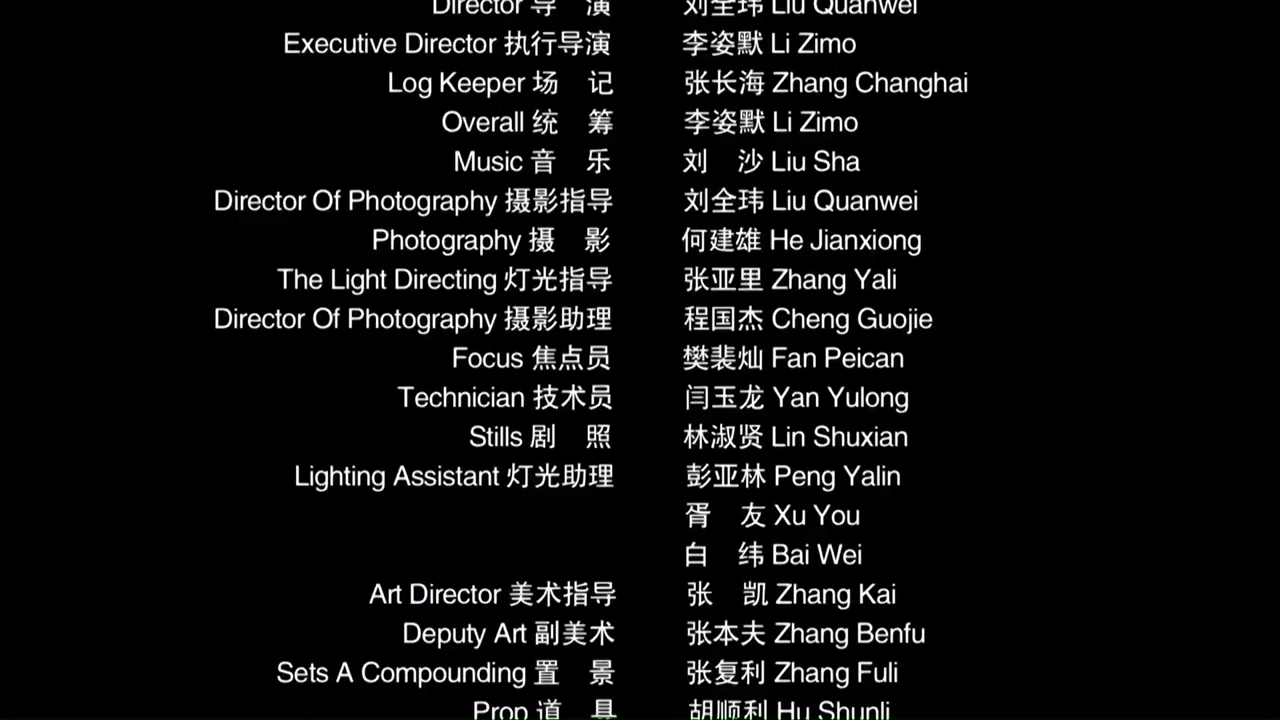 Director 导 演 刘全玮 Liu Quanwei
Executive Director 执行导演 李姿默 Li Zimo
Log Keeper 场 记 张长海 Zhang Changhai
Overall 统 筹 李姿默 Li Zimo
Music 音 乐 刘 沙 Liu Sha
Director Of Photography 摄影指导 刘全玮 Liu Quanwei
Photography 摄 影 何建雄 He Jianxiong
The Light Directing 灯光指导 张亚里 Zhang Yali
Director Of Photography 摄影助理 程国杰 Cheng Guojie
Focus 焦点员 樊裴灿 Fan Peican
Technician 技术员 闫玉龙 Yan Yulong
Stills 剧 照 林淑贤 Lin Shuxian
Lighting Assistant 灯光助理 彭亚林 Peng Yalin
胥 友 Xu You
白 纬 Bai Wei
Art Director 美术指导 张 凯 Zhang Kai
Deputy Art 副美术 张本夫 Zhang Benfu
Sets A Compounding 置 景 张复利 Zhang Fuli
Prop 道 具 胡顺利 Hu Shunli